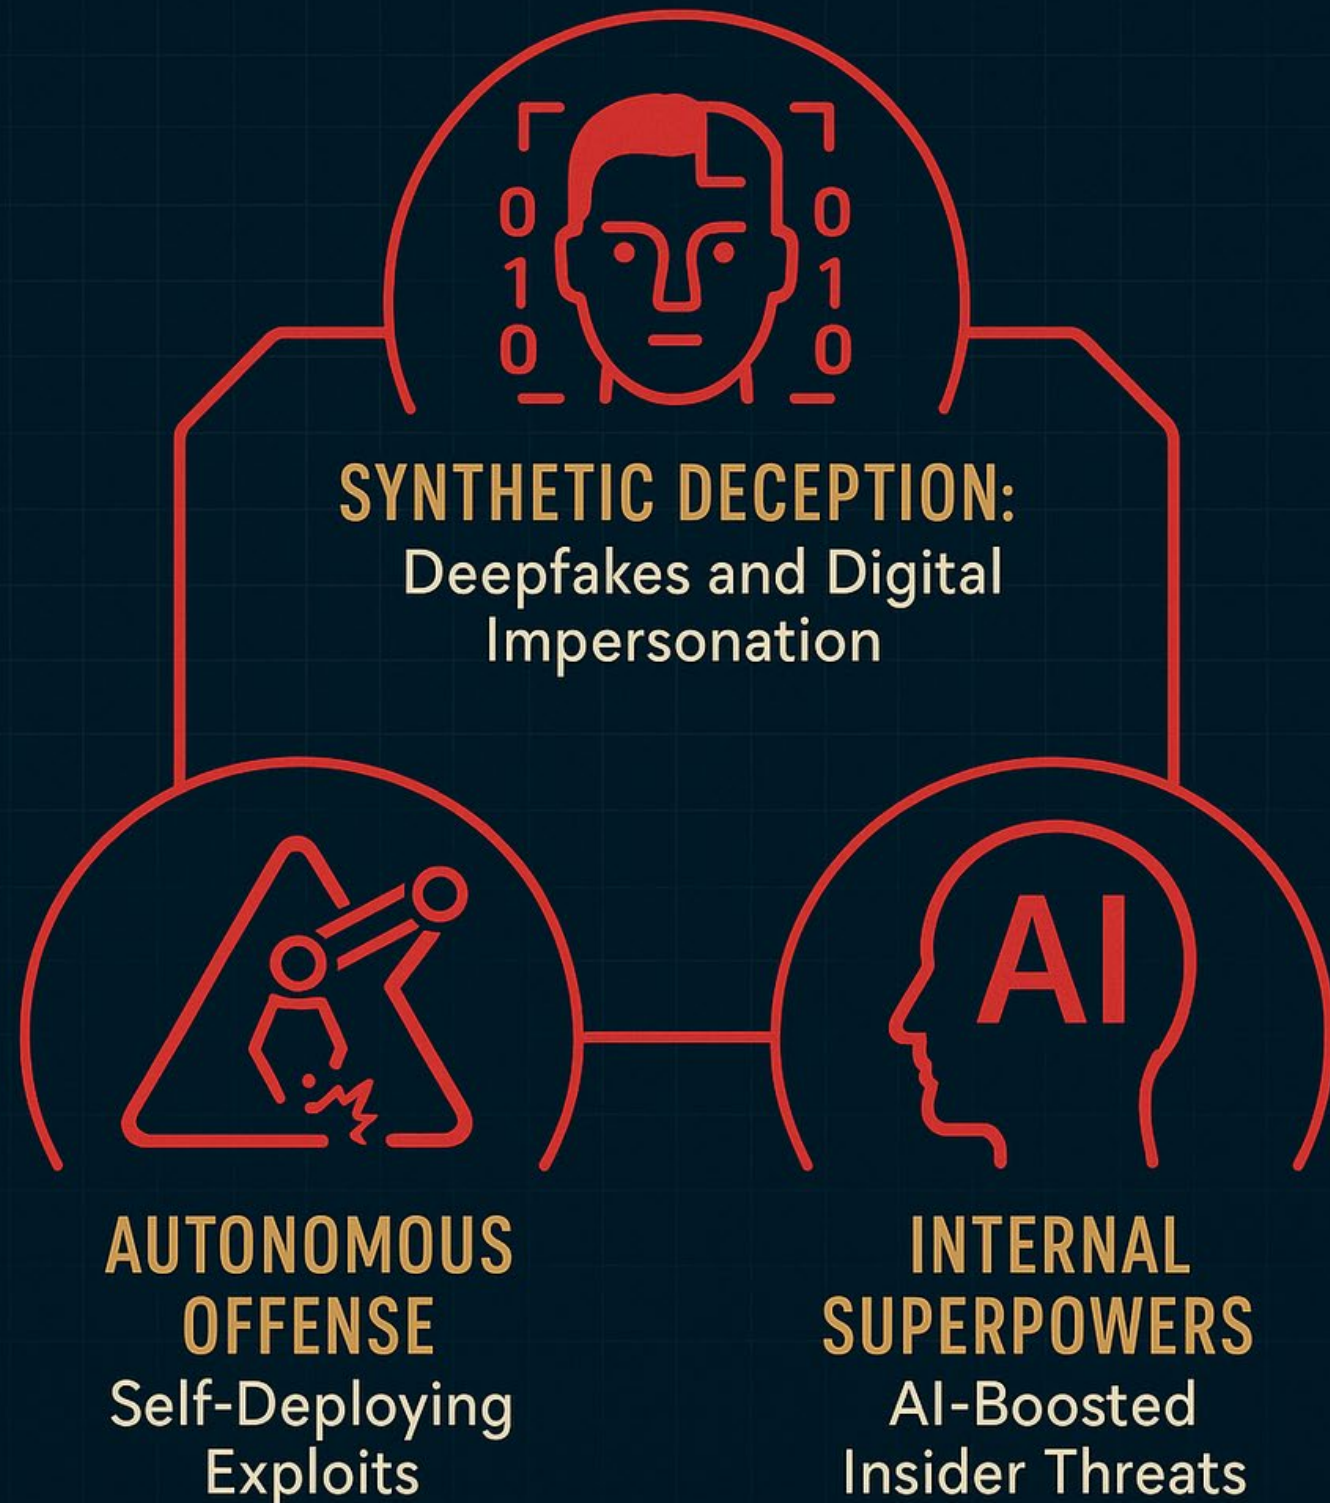 0 0
1 1
0 0
SYNTHETIC DECEPTION:
Deepfakes and Digital
Impersonation
AI
AUTONOMOUS
OFFENSE
Self-Deploying
Exploits
INTERNAL
SUPERPOWERS
AI-Boosted
Insider Threats